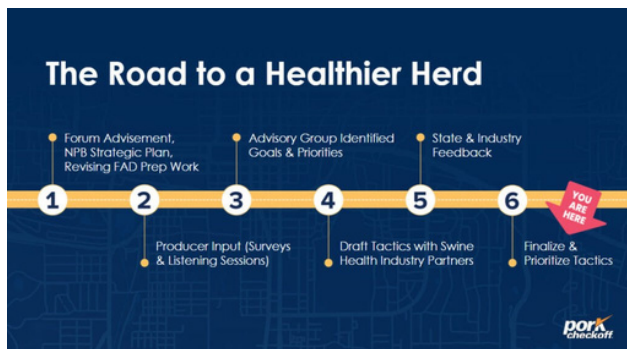 The Road to a Healthier Herd
Forum Advisement,
NPB Strategic Plan,
Revising FAD Prep Work
Advisory Group Identified
Goals & Priorities
State & Industry
Feedback
1
2
3
4
5
6
YOU
ARE
HERE
Producer Input (Surveys
& Listening Sessions)
Draft Tactics with Swine
Health Industry Partners
Finalize &
Prioritize Tactics
pork
checkoff